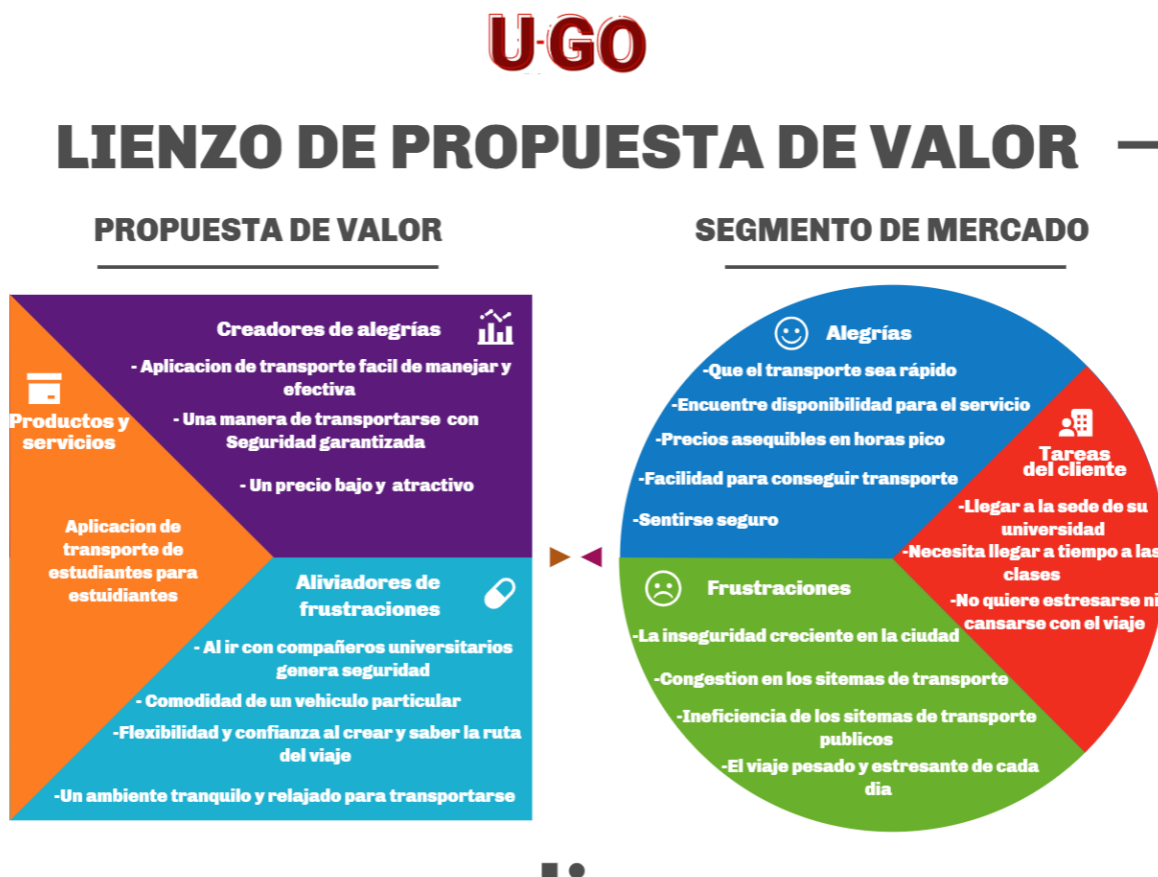 U-GO
LIENZO DE PROPUESTA DE VALOR
PROPUESTA DE VALOR
Creadores de alegrías
- Aplicacion de transporte facil de manejar y
efectiva
- Una manera de transportarse con
Seguridad garantizada
- Un precio bajo y atractivo
Productos y
servicios
Aplicacion de
transporte de
estudiantes para
estuidiantes
Aliviadores de
frustraciones
- Al ir con compañeros universitarios
genera seguridad
- Comodidad de un vehiculo particular
-Flexibilidad y confianza al crear y saber la ruta
del viaje
-Un ambiente tranquilo y relajado para transportarse
SEGMENTO DE MERCADO
Alegrías
-Que el transporte sea rápido
-Encuentre disponibilidad para el servicio
-Precios asequibles en horas pico
-Facilidad para conseguir transporte
-Sentirse seguro
Tareas
del cliente
-Llegar a la sede de su
universidad
-Necesita llegar a tiempo a las
clases
-No quiere estresarse ni
cansarse con el viaje
Frustraciones
-La inseguridad creciente en la ciudad
-Congestion en los sitemas de transporte
-Ineficiencia de los sitemas de transporte
publicos
-El viaje pesado y estresante de cada
dia